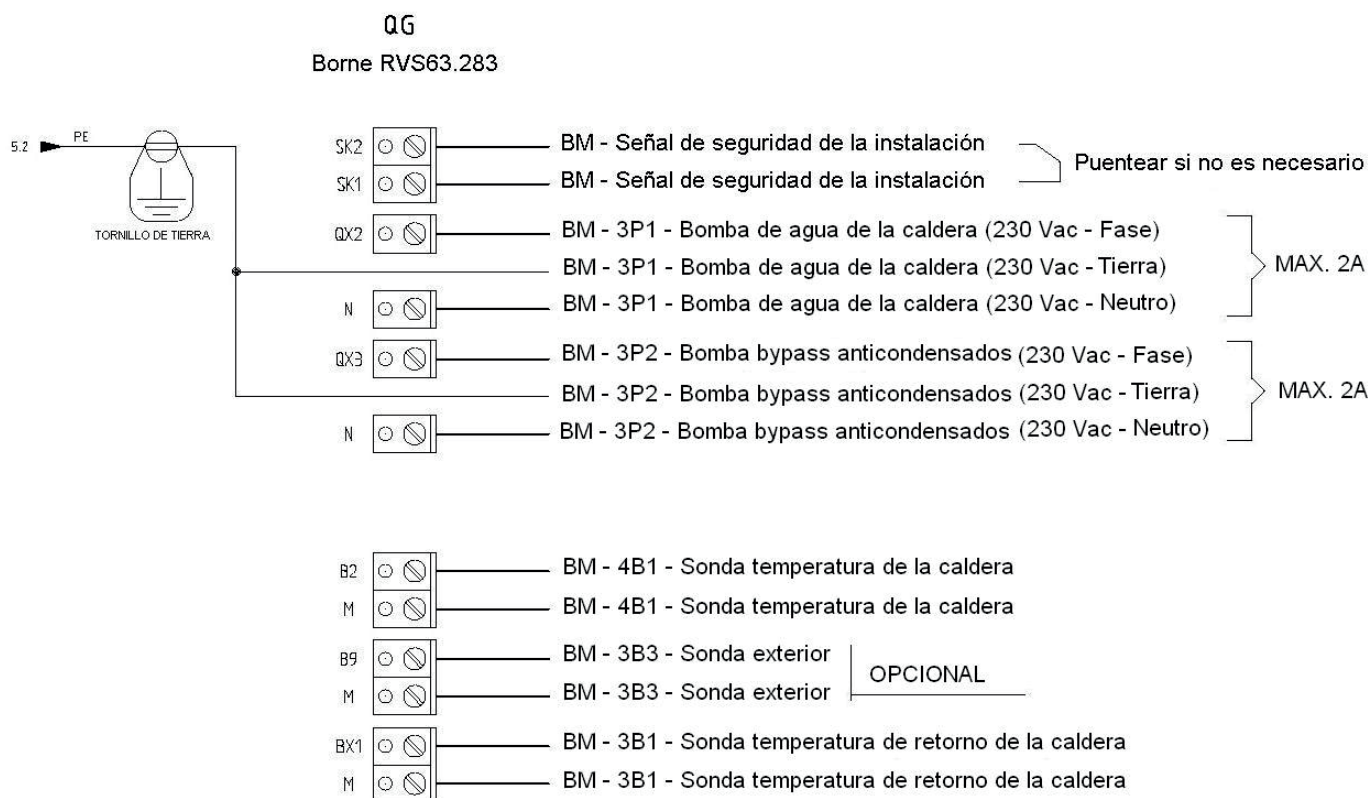 QG
Borne RVS63.283
5.2 PE
TORNILLO DE TIERRA
SK2 BM - Señal de seguridad de la instalación
SK1 BM - Señal de seguridad de la instalación
Puentear si no es necesario
QX2 BM - 3P1 - Bomba de agua de la caldera (230 Vac - Fase)
BM - 3P1 - Bomba de agua de la caldera (230 Vac - Tierra)
N BM - 3P1 - Bomba de agua de la caldera (230 Vac - Neutro)
MAX. 2A
QX3 BM - 3P2 - Bomba bypass anticondensados (230 Vac - Fase)
BM - 3P2 - Bomba bypass anticondensados (230 Vac - Tierra)
N BM - 3P2 - Bomba bypass anticondensados (230 Vac - Neutro)
MAX. 2A
B2 BM - 4B1 - Sonda temperatura de la caldera
M BM - 4B1 - Sonda temperatura de la caldera
B9 BM - 3B3 - Sonda exterior
M BM - 3B3 - Sonda exterior
OPCIONAL
BX1 BM - 3B1 - Sonda temperatura de retorno de la caldera
M BM - 3B1 - Sonda temperatura de retorno de la caldera